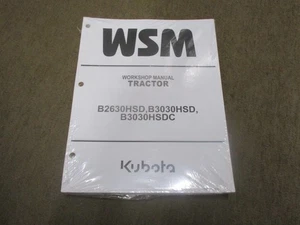 WSM
WORKSHOP MANUAL
TRACTOR
B2630HSD,B3030HSD,
B3030HSDC
Kubota